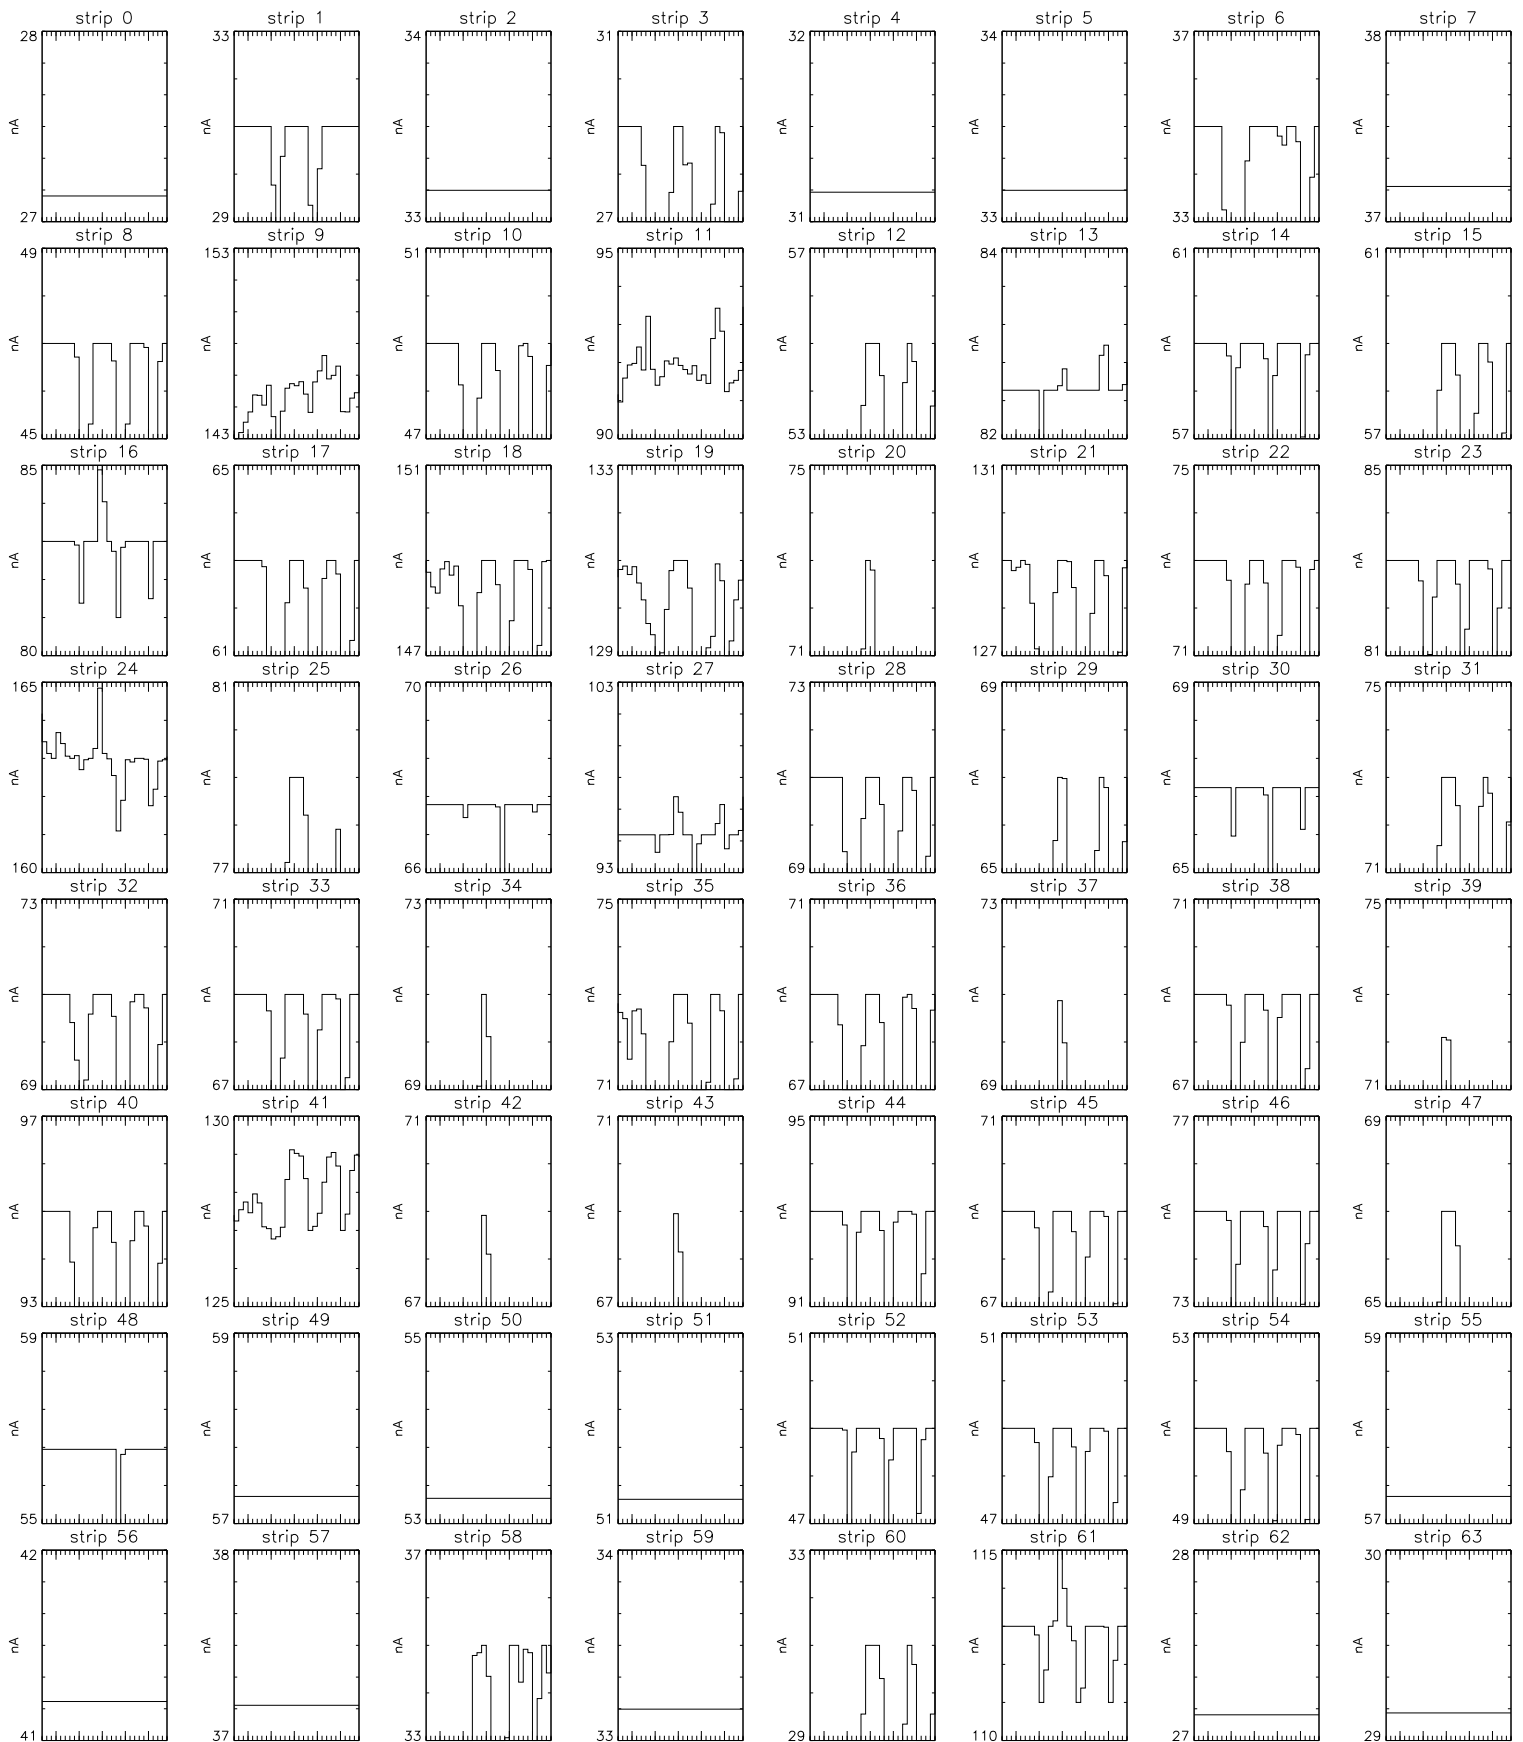 strip 0 strip 1 strip 2 strip 3 strip 4 strip 5 strip 6 strip 7
28 33 34 31 32 34 37 38
nA nA nA nA nA nA nA nA
27 29 33 27 31 33 33 37
strip 8 strip 9 strip 10 strip 11 strip 12 strip 13 strip 14 strip 15
49 153 51 95 57 84 61 61
nA nA nA nA nA nA nA nA
45 143 47 90 53 82 57 57
strip 16 strip 17 strip 18 strip 19 strip 20 strip 21 strip 22 strip 23
85 65 151 133 75 131 75 85
nA nA nA nA nA nA nA nA
80 61 147 129 71 127 71 81
strip 24 strip 25 strip 26 strip 27 strip 28 strip 29 strip 30 strip 31
165 81 70 103 73 69 69 75
nA nA nA nA nA nA nA nA
160 77 66 93 69 65 65 71
strip 32 strip 33 strip 34 strip 35 strip 36 strip 37 strip 38 strip 39
73 71 73 75 71 73 71 75
nA nA nA nA nA nA nA nA
69 67 69 71 67 69 67 71
strip 40 strip 41 strip 42 strip 43 strip 44 strip 45 strip 46 strip 47
97 130 71 71 95 71 77 69
nA nA nA nA nA nA nA nA
93 125 67 67 91 67 73 65
strip 48 strip 49 strip 50 strip 51 strip 52 strip 53 strip 54 strip 55
59 59 55 53 51 51 53 59
nA nA nA nA nA nA nA nA
55 57 53 51 47 47 49 57
strip 56 strip 57 strip 58 strip 59 strip 60 strip 61 strip 62 strip 63
42 38 37 34 33 115 28 30
nA nA nA nA nA nA nA nA
41 37 33 33 29 110 27 29